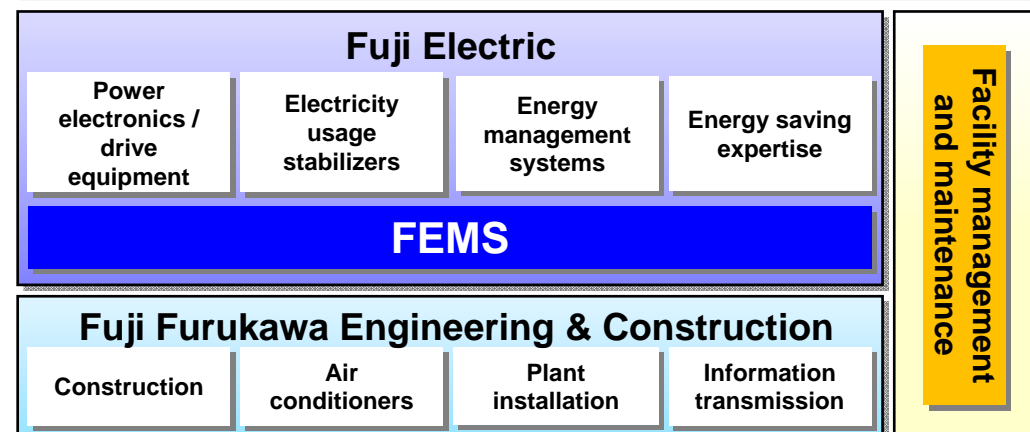 Fuji Electric
Power
electronics /
drive
equipment
Electricity
usage
stabilizers
Energy
management
systems
Energy saving
expertise
FEMS
Fuji Furukawa Engineering & Construction
Construction
Air
conditioners
Plant
installation
Information
transmission
Facility management
and maintenance